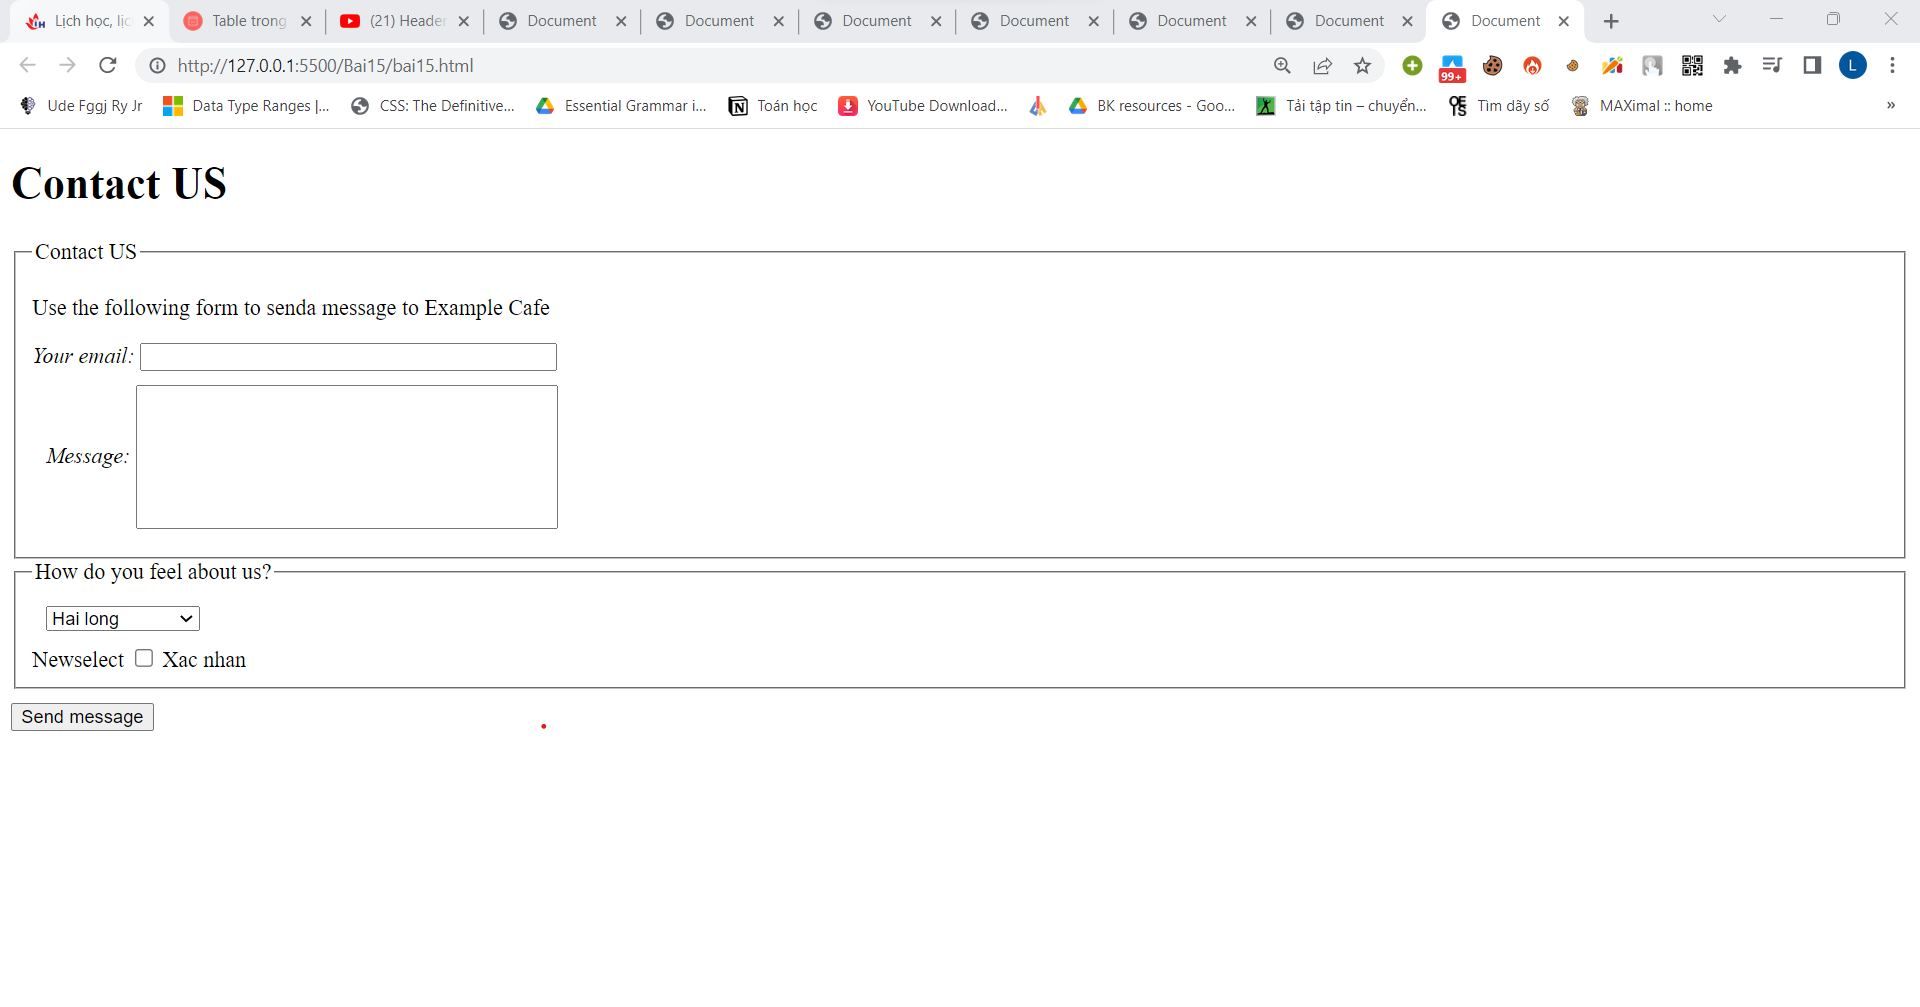 Lịch học, lịc
Table trong
(21) Header
Document
Document
Document
Document
Document
Document
Document
http://127.0.0.1:5500/Bai15/bai15.html
99+
L
Ude Fggj Ry Jr
Data Type Ranges |...
CSS: The Definitive...
Essential Grammar i...
Toán học
YouTube Download...
BK resources - Goo...
Tải tập tin – chuyển...
Tìm dãy số
MAXimal :: home
»
Contact US
Contact US
Use the following form to senda message to Example Cafe
Your email:
Message:
How do you feel about us?
Hai long
Newselect Xac nhan
Send message